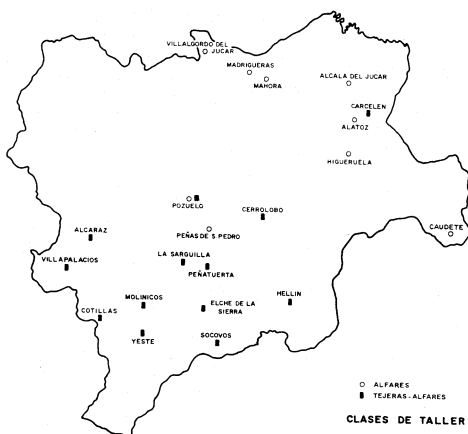 VILLALGORDO DEL
JUCAR
MADRIGUERAS
MAHORA
ALCALA DEL JUCAR
CARCELEN
ALATOZ
HIGUERUELA
POZUELO
CERROLOBO
PEÑAS DE S. PEDRO
CAUDETE
ALCARAZ
VILLAPALACIOS
LA SARGUILLA
PEÑATUERTA
HELLIN
MOLINICOS
ELCHE DE LA
SIERRA
COTILLAS
YESTE
SOCOVOS
ALFARES
TEJERAS-ALFARES
CLASES DE TALLER